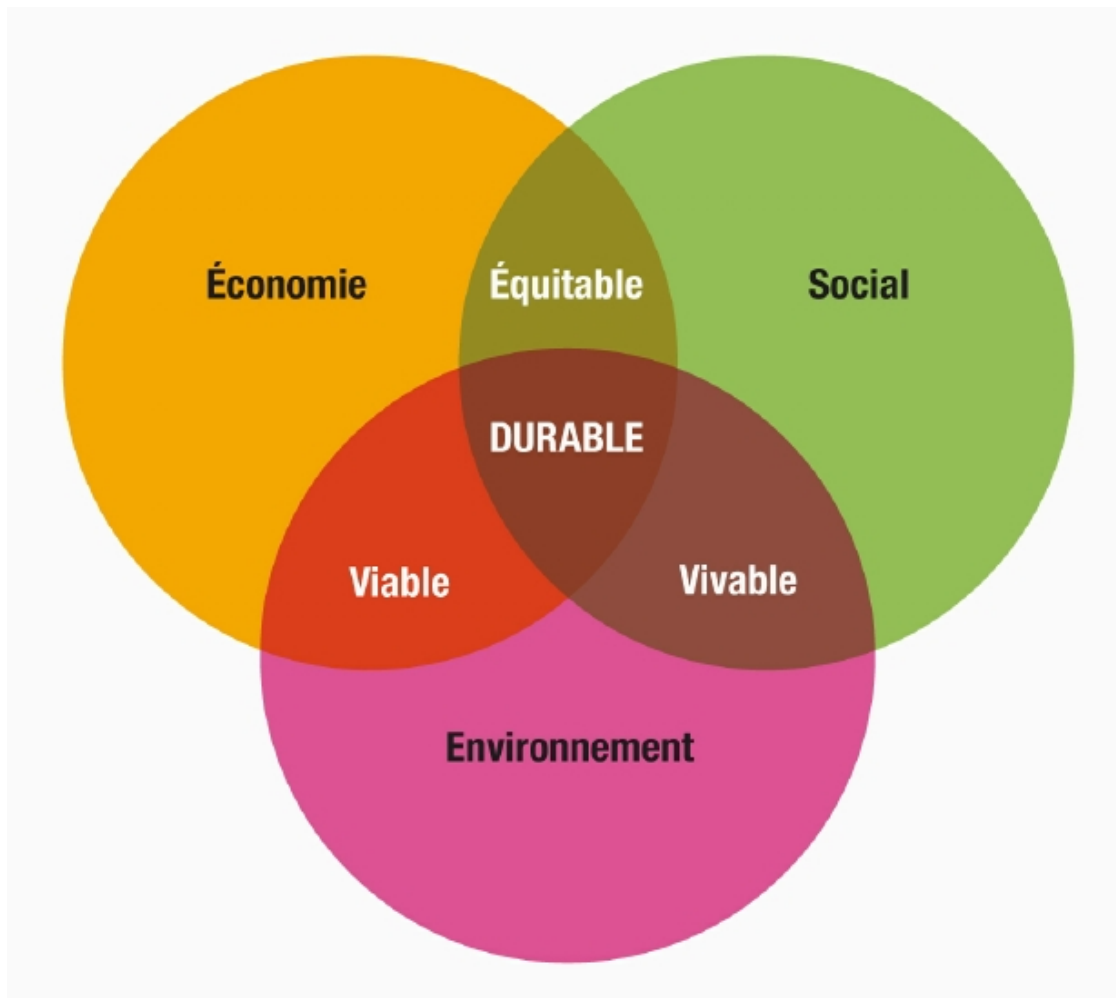 Économie
Équitable
Social
DURABLE
Viable
Vivable
Environnement